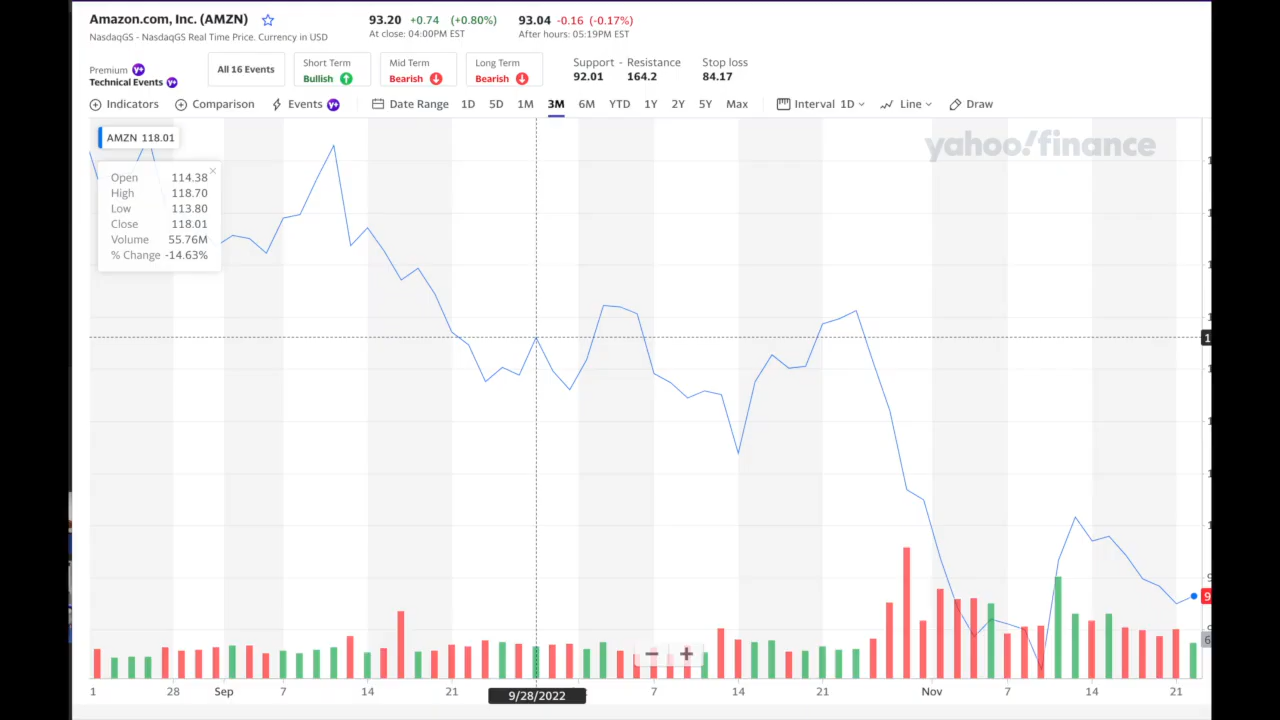 Amazon.com, Inc. (AMZN)
93.20 +0.74 (+0.80%) 93.04 -0.16 (-0.17%)
NasdaqGS - NasdaqGS Real Time Price. Currency in USD
At close: 04:00PM EST After hours: 05:19PM EST
Premium Y+
Technical Events Y+
All 16 Events
Short Term
Bullish
Mid Term
Bearish
Long Term
Bearish
Support - Resistance
92.01 164.2
Stop loss
84.17
Indicators Comparison Events Y+ Date Range 1D 5D 1M 3M 6M YTD 1Y 2Y 5Y Max Interval 1D Line Draw
AMZN 118.01
yahoo!finance
Open 114.38
High 118.70
Low 113.80
Close 118.01
Volume 55.76M
% Change -14.63%
1 28 Sep 7 14 21 9/28/2022 7 14 21 Nov 7 14 21